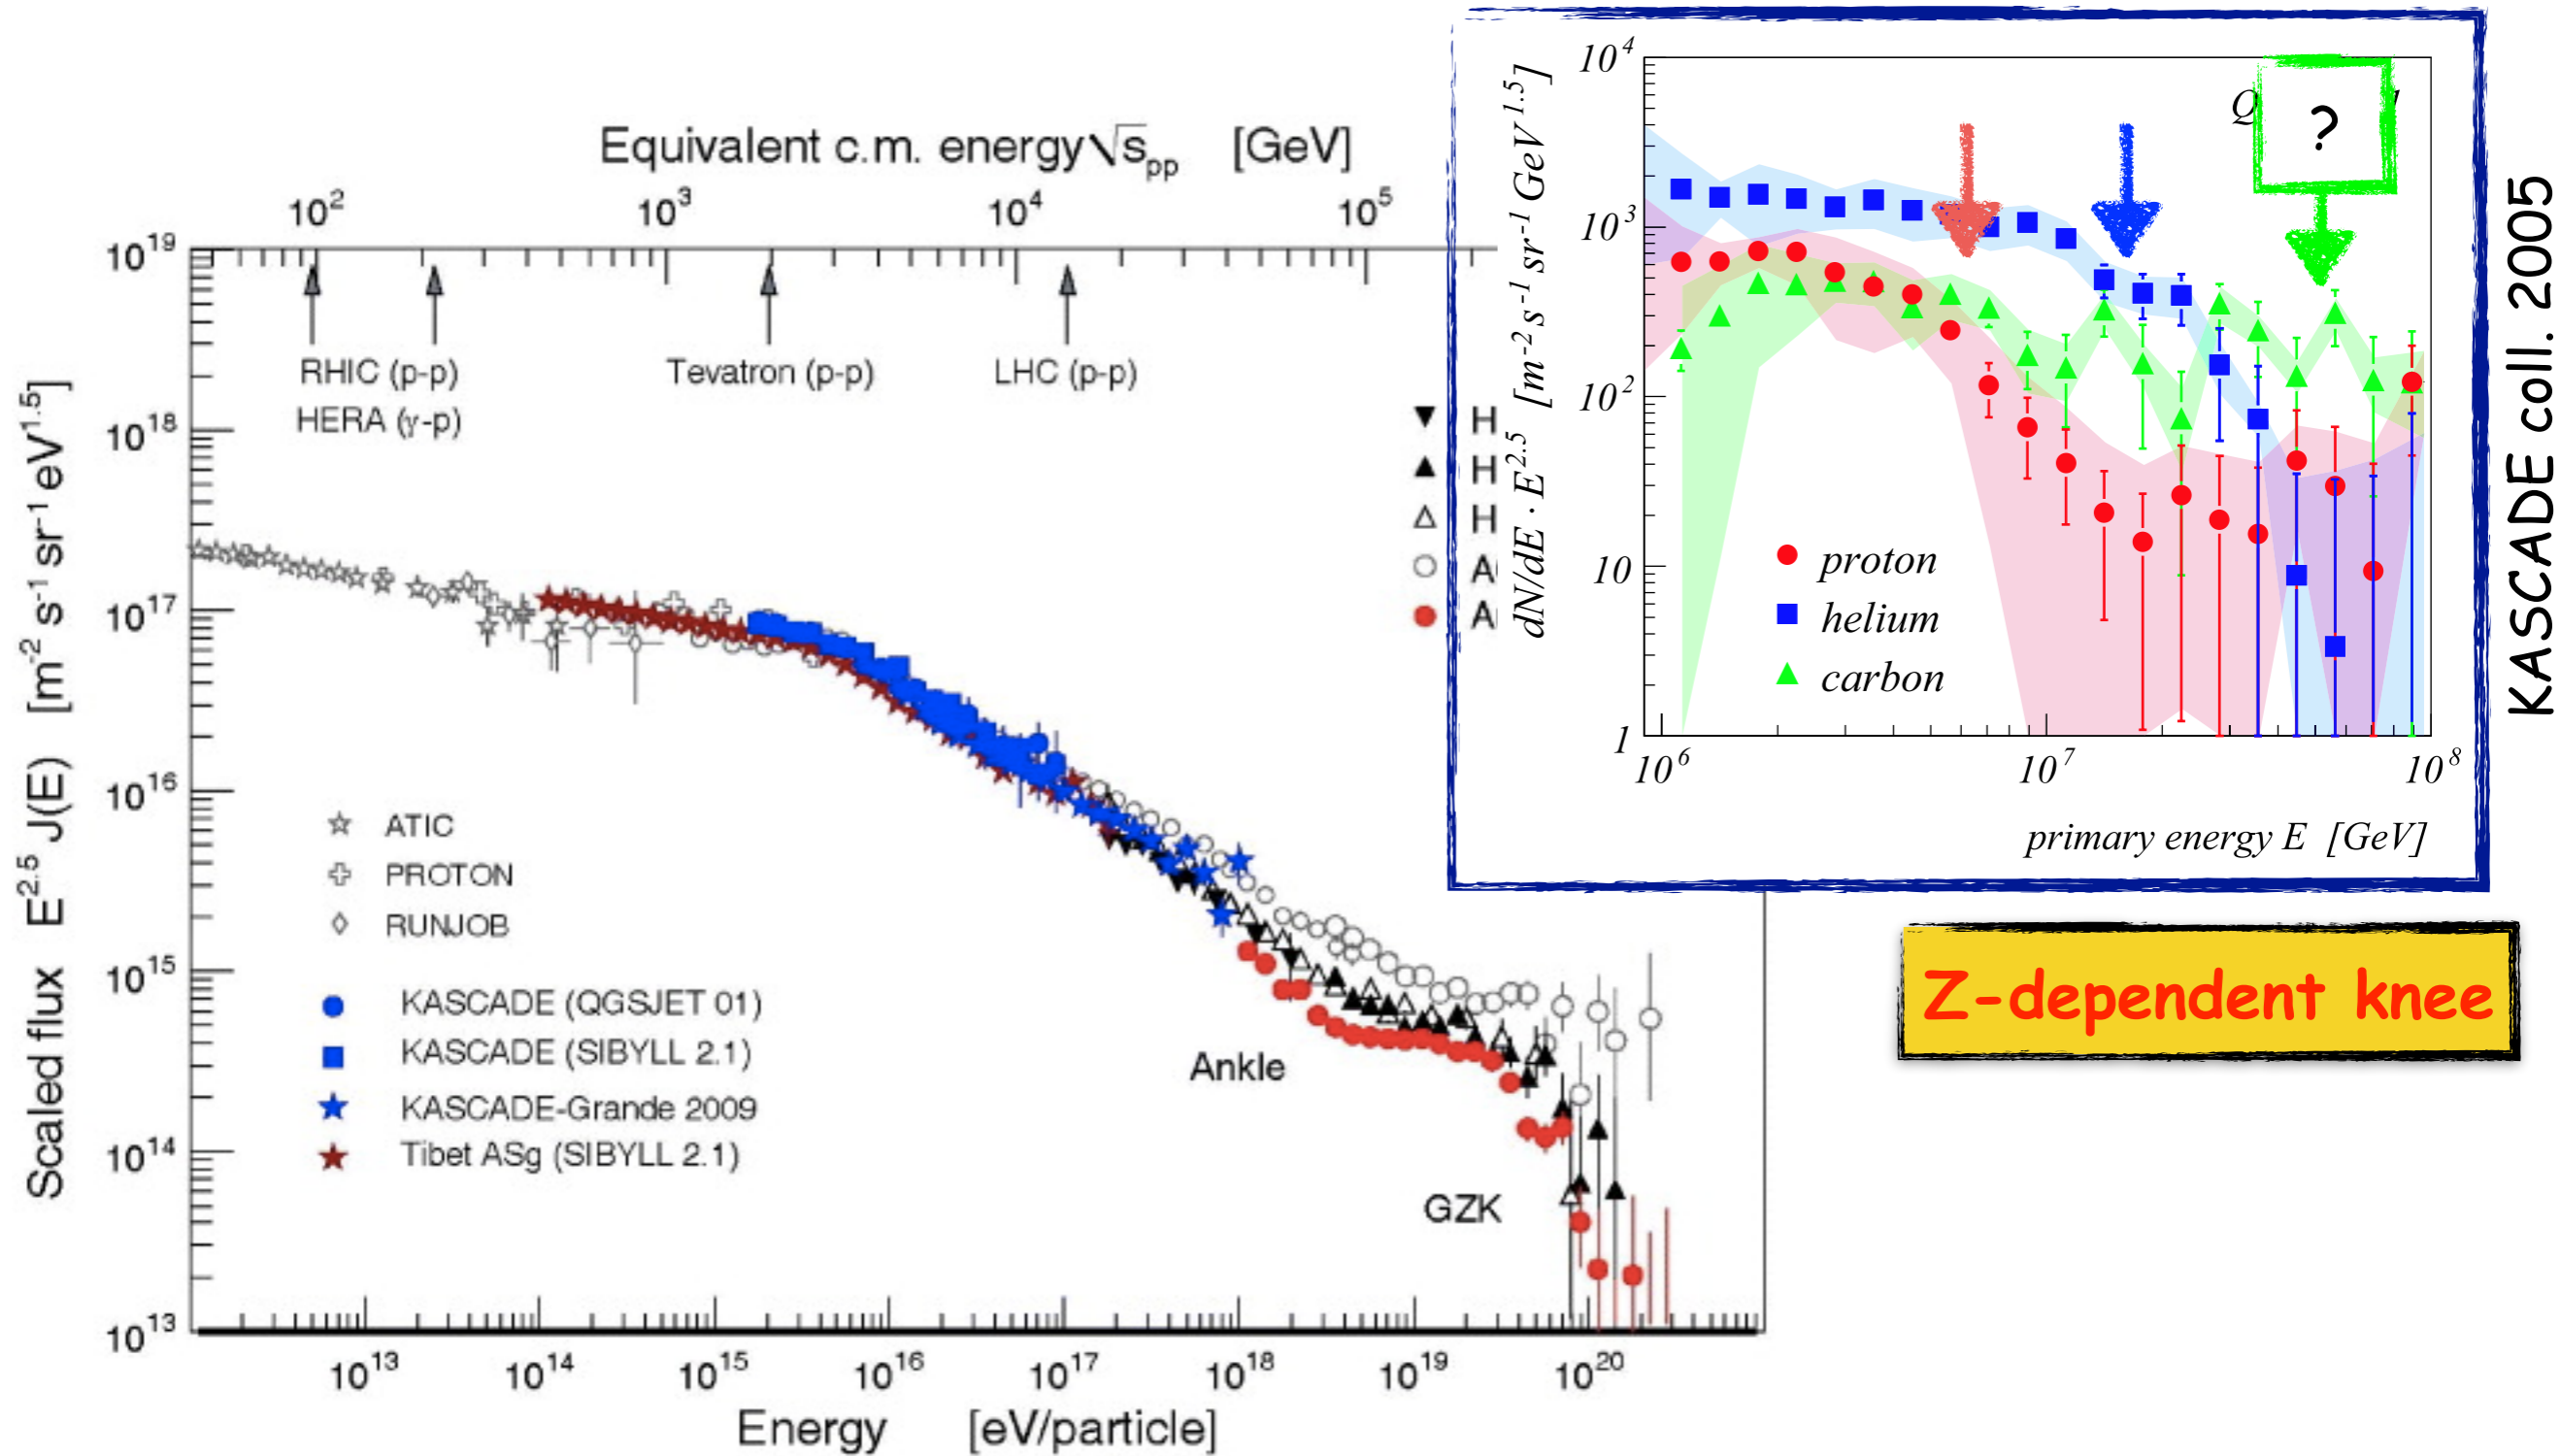 Equivalent c.m. energy √s_pp [GeV]
10^2 10^3 10^4 10^5
RHIC (p-p)
HERA (γ-p)
Tevatron (p-p)
LHC (p-p)
Scaled flux E^2.5 J(E) [m^-2 s^-1 sr^-1 eV^1.5]
10^19
10^18
10^17
10^16
10^15
10^14
10^13
H
H
H
A
A
ATIC
PROTON
RUNJOB
KASCADE (QGSJET 01)
KASCADE (SIBYLL 2.1)
KASCADE-Grande 2009
Tibet ASg (SIBYLL 2.1)
Ankle
GZK
10^13 10^14 10^15 10^16 10^17 10^18 10^19 10^20
Energy [eV/particle]
dN/dE · E^2.5 [m^-2 s^-1 sr^-1 GeV^1.5]
10^4
10^3
10^2
10
1
Q
?
proton
helium
carbon
10^6 10^7 10^8
primary energy E [GeV]
KASCADE coll. 2005
Z-dependent knee